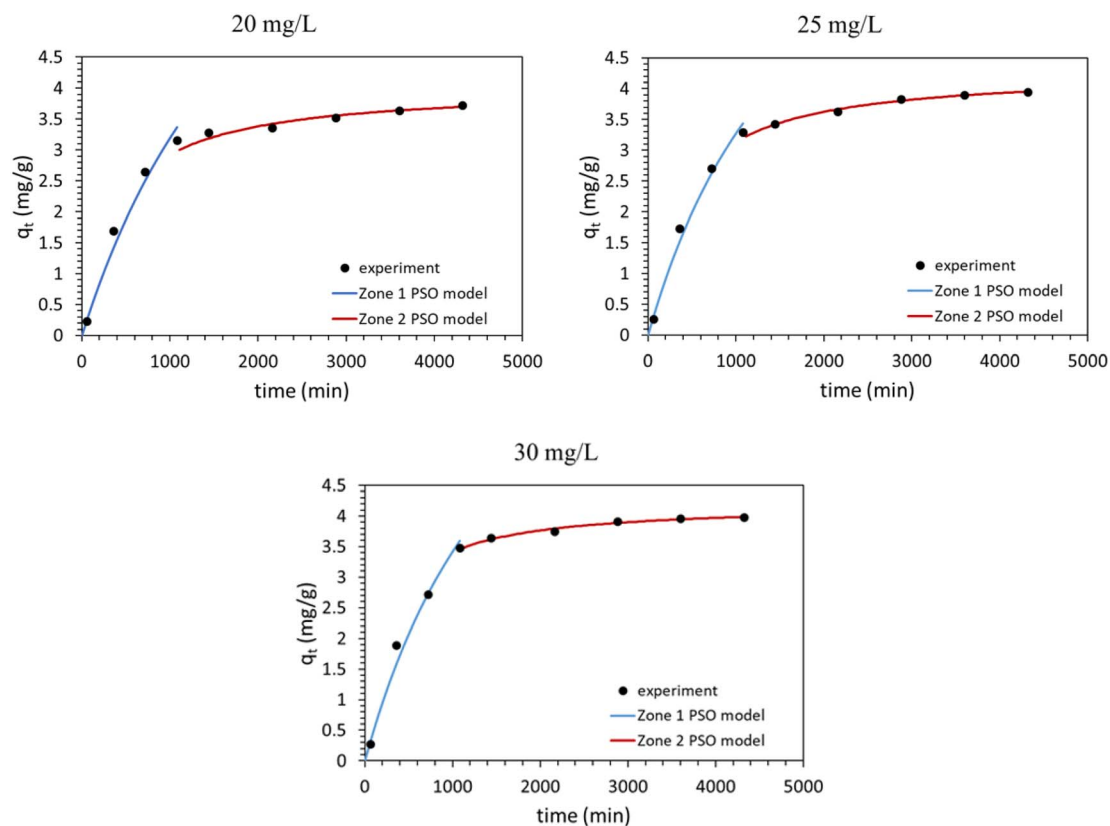 20 mg/L
4.5
4
3.5
3
2.5
2
1.5
1
0.5
0
qt (mg/g)
experiment
Zone 1 PSO model
Zone 2 PSO model
0 1000 2000 3000 4000 5000
time (min)
25 mg/L
4.5
4
3.5
3
2.5
2
1.5
1
0.5
0
qt (mg/g)
experiment
Zone 1 PSO model
Zone 2 PSO model
0 1000 2000 3000 4000 5000
time (min)
30 mg/L
4.5
4
3.5
3
2.5
2
1.5
1
0.5
0
qt (mg/g)
experiment
Zone 1 PSO model
Zone 2 PSO model
0 1000 2000 3000 4000 5000
time (min)